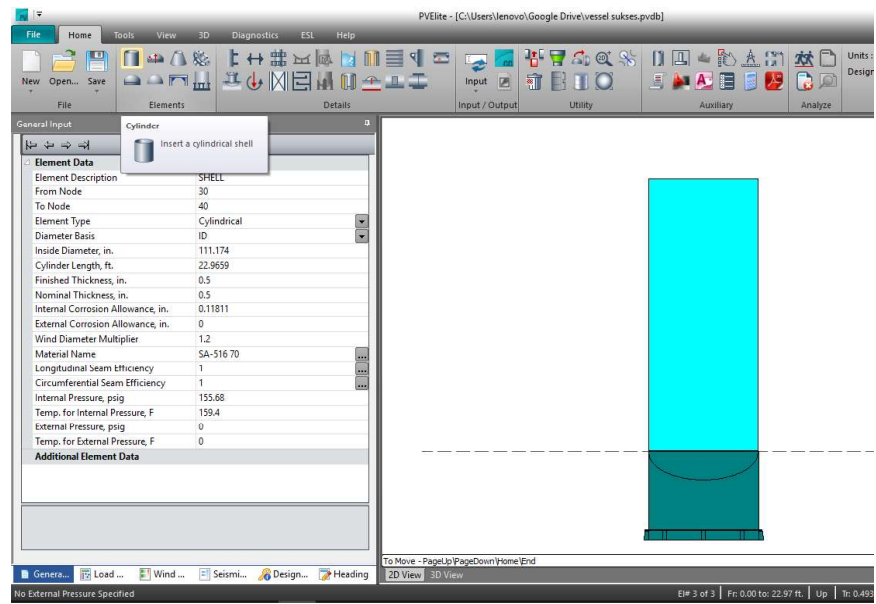 PVElite - [C:\Users\lenovo\Google Drive\vessel sukses.pvdb]
File Home Tools View 3D Diagnostics ESL Help
New Open... Save
Input
Units :
Design
File Elements Details Input / Output Utility Auxiliary Analyze
General Input
Cylinder
Insert a cylindrical shell
Element Data
Element Description SHELL
From Node 30
To Node 40
Element Type Cylindrical
Diameter Basis ID
Inside Diameter, in. 111.174
Cylinder Length, ft. 22.9659
Finished Thickness, in. 0.5
Nominal Thickness, in. 0.5
Internal Corrosion Allowance, in. 0.11811
External Corrosion Allowance, in. 0
Wind Diameter Multiplier 1.2
Material Name SA-516 70
Longitudinal Seam Efficiency 1
Circumferential Seam Efficiency 1
Internal Pressure, psig 155.68
Temp. for Internal Pressure, F 159.4
External Pressure, psig 0
Temp. for External Pressure, F 0
Additional Element Data
To Move - PageUp\PageDown\Home\End
Genera... Load ... Wind ... Seismi... Design... Heading
2D View 3D View
No External Pressure Specified
El# 3 of 3 Fr: 0.00 to: 22.97 ft. Up Tr: 0.493